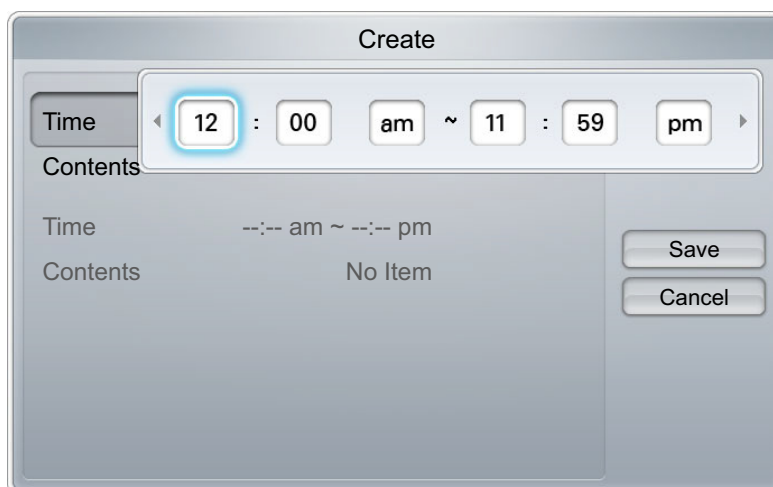 Create
Time 12 : 00 am ~ 11 : 59 pm
Contents
Time --:-- am ~ --:-- pm
Contents No Item
Save
Cancel